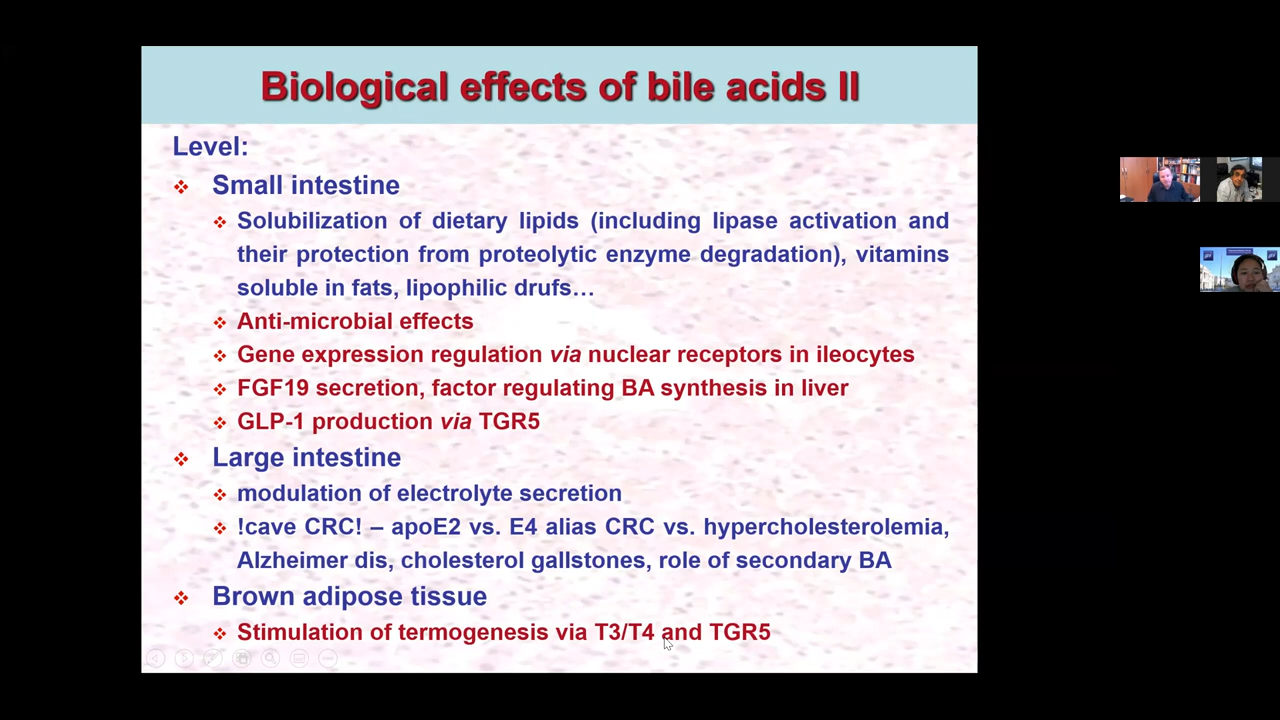 Biological effects of bile acids II
Level:
Small intestine
Solubilization of dietary lipids (including lipase activation and
their protection from proteolytic enzyme degradation), vitamins
soluble in fats, lipophilic drufs…
Anti-microbial effects
Gene expression regulation via nuclear receptors in ileocytes
FGF19 secretion, factor regulating BA synthesis in liver
GLP-1 production via TGR5
Large intestine
modulation of electrolyte secretion
!cave CRC! – apoE2 vs. E4 alias CRC vs. hypercholesterolemia,
Alzheimer dis, cholesterol gallstones, role of secondary BA
Brown adipose tissue
Stimulation of termogenesis via T3/T4 and TGR5